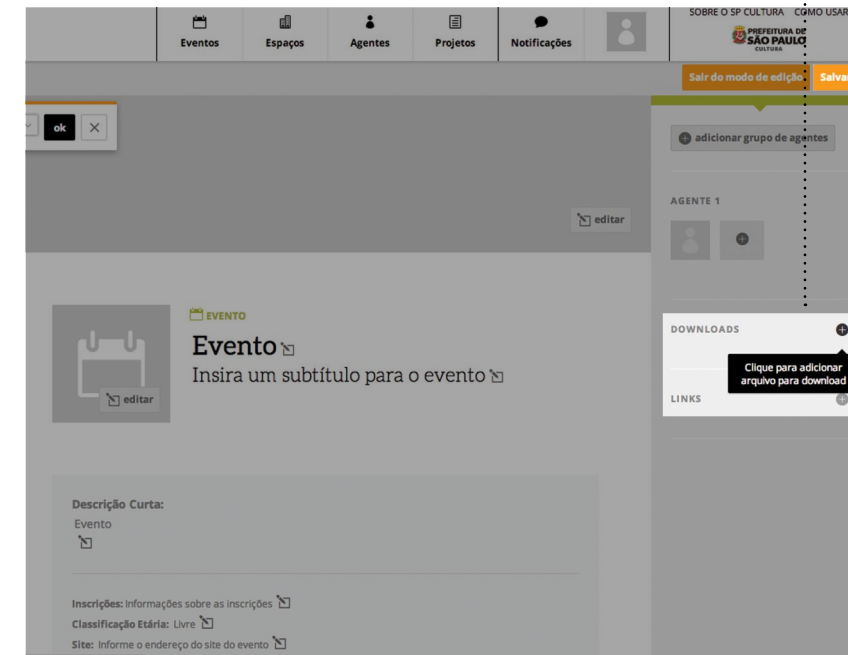 SOBRE O SP CULTURA COMO USAR
Eventos Espaços Agentes Projetos Notificações
PREFEITURA DE
SÃO PAULO
CULTURA
Sair do modo de edição Salvar
ok
adicionar grupo de agentes
editar
AGENTE 1
EVENTO
Evento
Insira um subtítulo para o evento
editar
DOWNLOADS
Clique para adicionar
arquivo para download
LINKS
Descrição Curta:
Evento
Inscrições: Informações sobre as inscrições
Classificação Etária: Livre
Site: Informe o endereço do site do evento